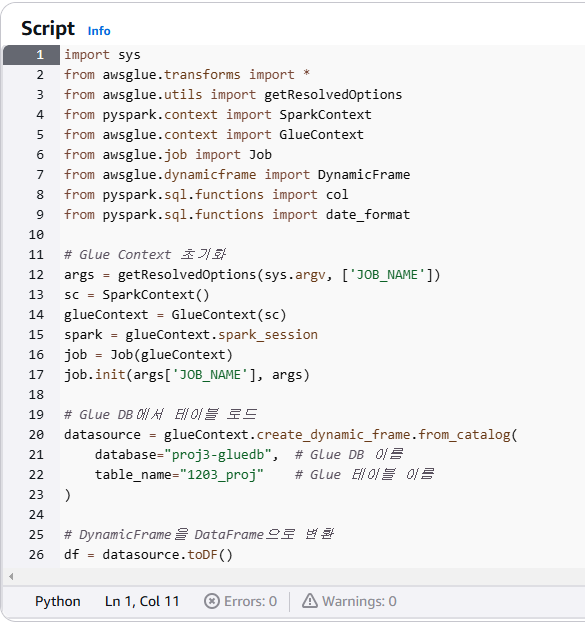 Script Info
1 import sys
2 from awsglue.transforms import *
3 from awsglue.utils import getResolvedOptions
4 from pyspark.context import SparkContext
5 from awsglue.context import GlueContext
6 from awsglue.job import Job
7 from awsglue.dynamicframe import DynamicFrame
8 from pyspark.sql.functions import col
9 from pyspark.sql.functions import date_format
10
11 # Glue Context 초기화
12 args = getResolvedOptions(sys.argv, ['JOB_NAME'])
13 sc = SparkContext()
14 glueContext = GlueContext(sc)
15 spark = glueContext.spark_session
16 job = Job(glueContext)
17 job.init(args['JOB_NAME'], args)
18
19 # Glue DB에서 테이블 로드
20 datasource = glueContext.create_dynamic_frame.from_catalog(
21     database="proj3-gluedb",  # Glue DB 이름
22     table_name="1203_proj"    # Glue 테이블 이름
23 )
24
25 # DynamicFrame을 DataFrame으로 변환
26 df = datasource.toDF()
Python Ln 1, Col 11 Errors: 0 Warnings: 0